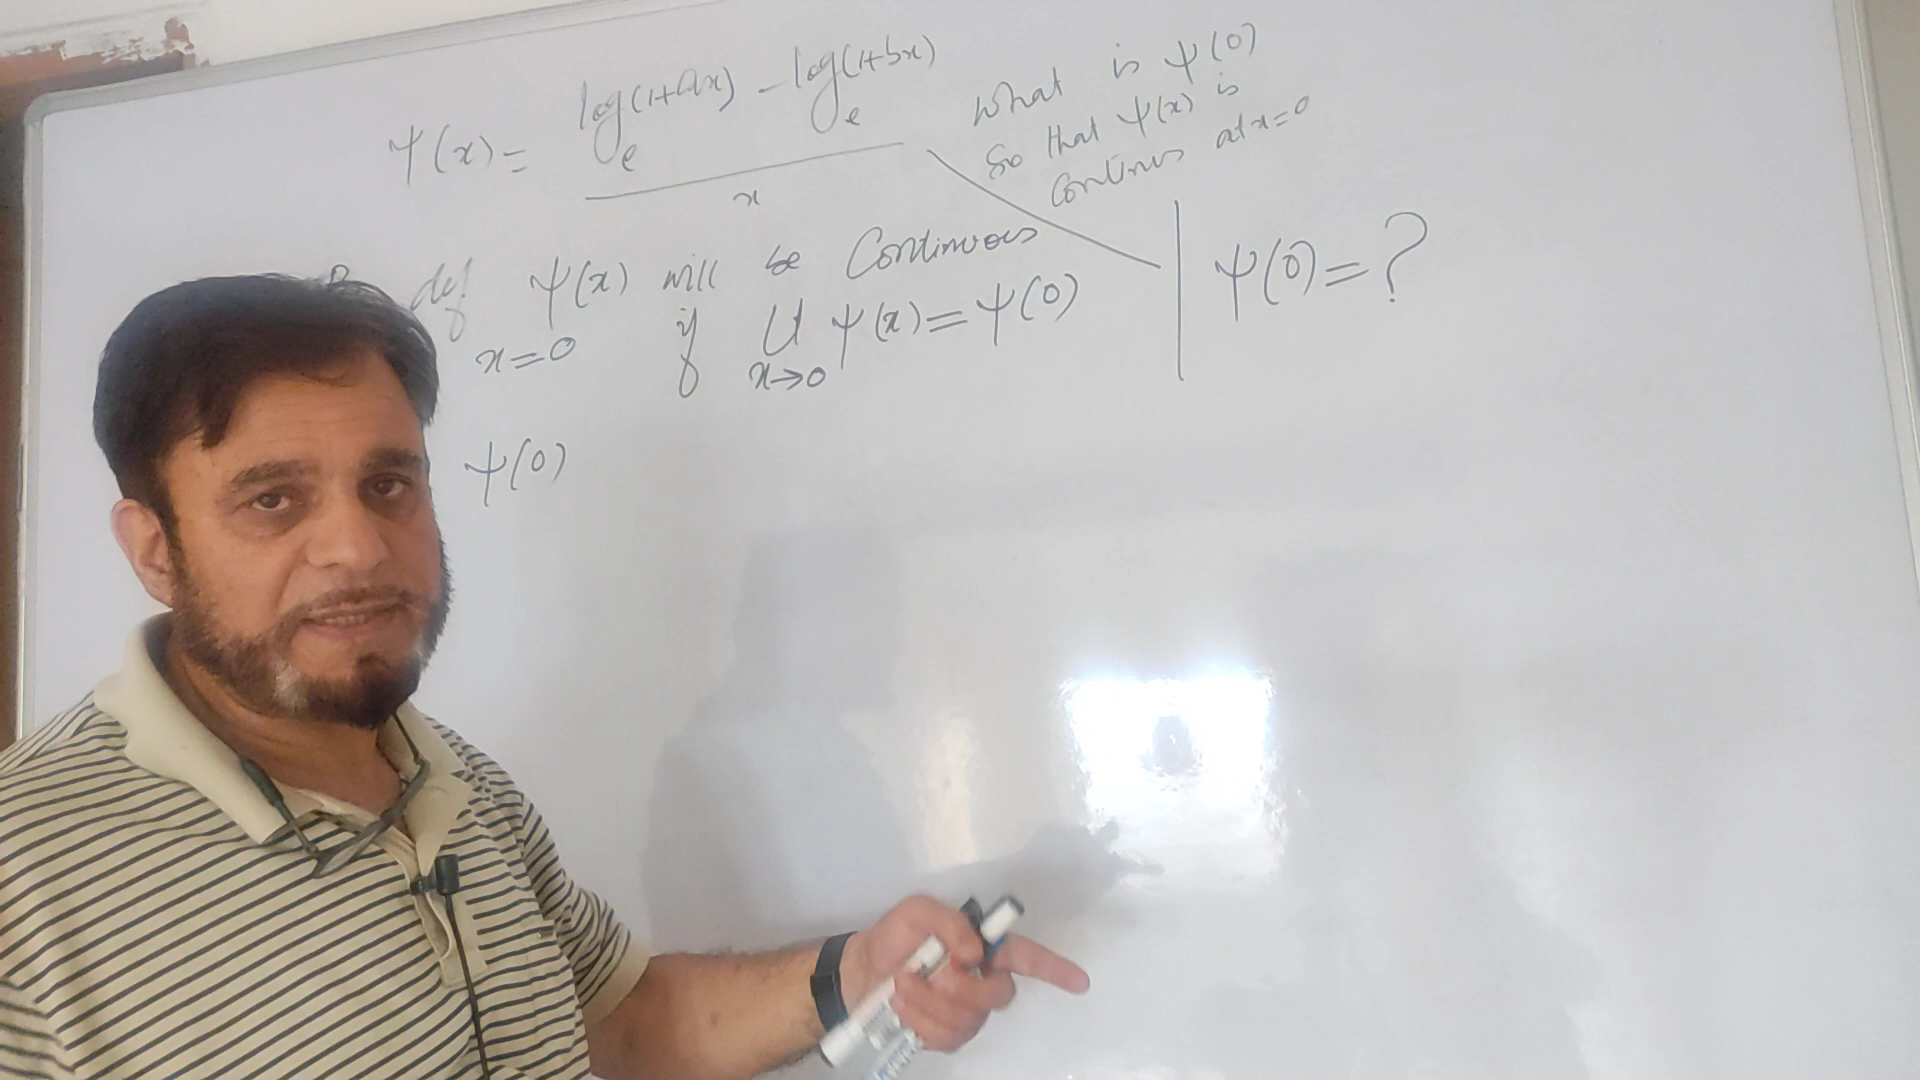 ψ(x) = (log_e(1+ax) - log_e(1+bx)) / x
What is ψ(0)
So that ψ(x) is
Continus at x=0
def ψ(x) will be Continuous
x=0 if Lt x→0 ψ(x) = ψ(0)
ψ(0) = ?
ψ(0)